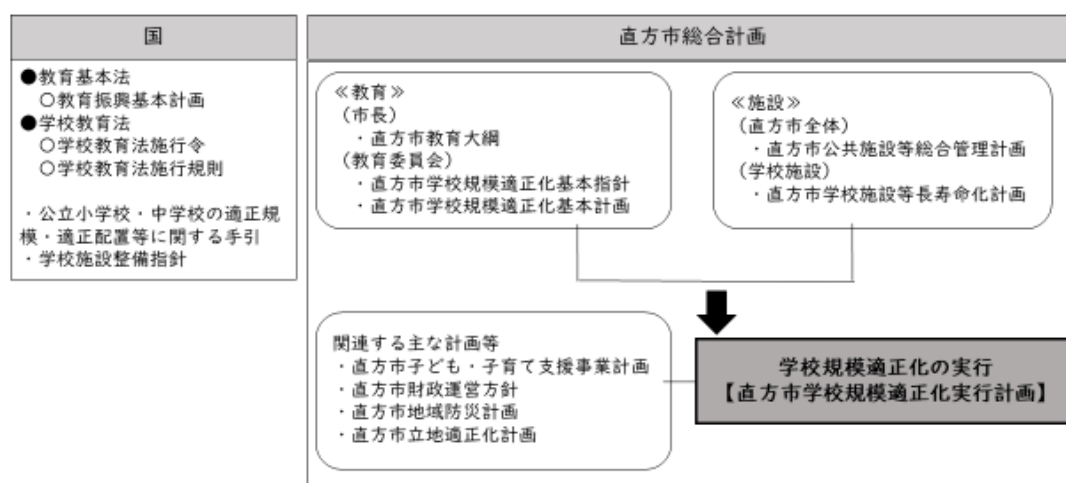 国
●教育基本法
○教育振興基本計画
●学校教育法
○学校教育法施行令
○学校教育法施行規則
・公立小学校・中学校の適正規
模・適正配置等に関する手引
・学校施設整備指針
直方市総合計画
≪教育≫
(市長)
・直方市教育大綱
(教育委員会)
・直方市学校規模適正化基本指針
・直方市学校規模適正化基本計画
≪施設≫
(直方市全体)
・直方市公共施設等総合管理計画
(学校施設)
・直方市学校施設等長寿命化計画
関連する主な計画等
・直方市子ども・子育て支援事業計画
・直方市財政運営方針
・直方市地域防災計画
・直方市立地適正化計画
学校規模適正化の実行
【直方市学校規模適正化実行計画】